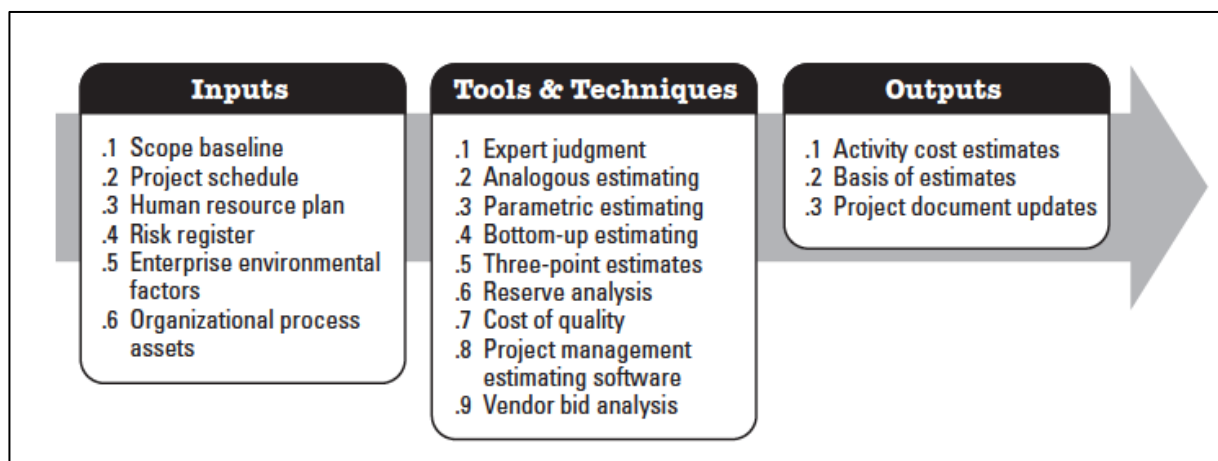 Inputs
.1 Scope baseline
.2 Project schedule
.3 Human resource plan
.4 Risk register
.5 Enterprise environmental
factors
.6 Organizational process
assets
Tools & Techniques
.1 Expert judgment
.2 Analogous estimating
.3 Parametric estimating
.4 Bottom-up estimating
.5 Three-point estimates
.6 Reserve analysis
.7 Cost of quality
.8 Project management
estimating software
.9 Vendor bid analysis
Outputs
.1 Activity cost estimates
.2 Basis of estimates
.3 Project document updates